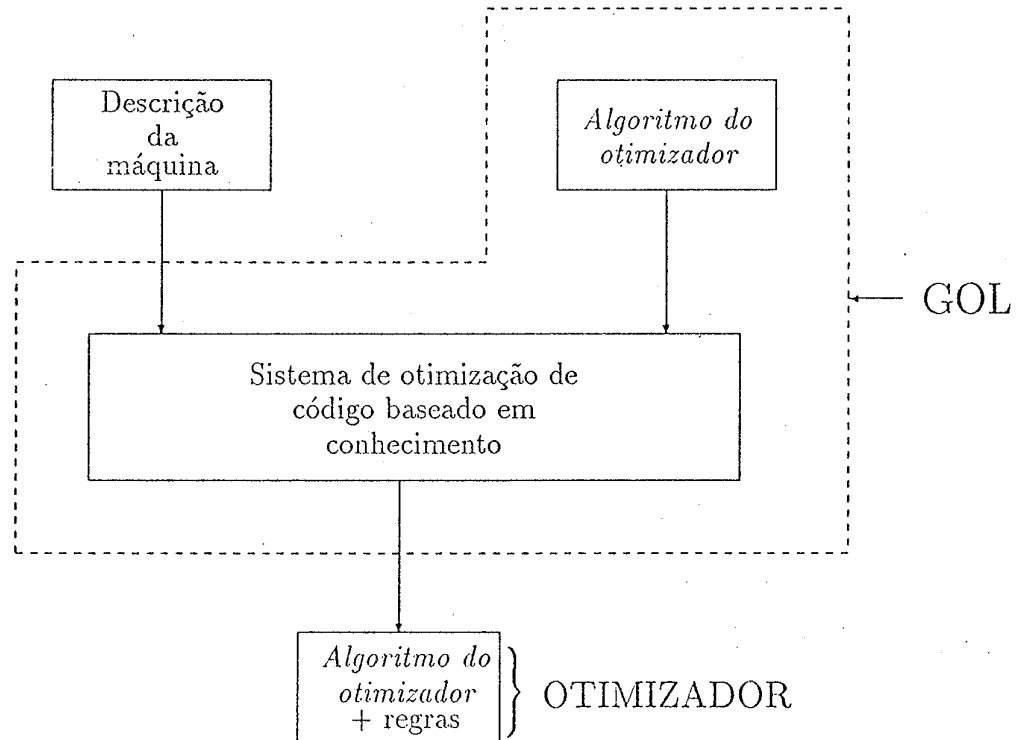 Descrição
da
máquina
Algoritmo do
otimizador
GOL
Sistema de otimização de
código baseado em
conhecimento
Algoritmo do
otimizador
+ regras
OTIMIZADOR